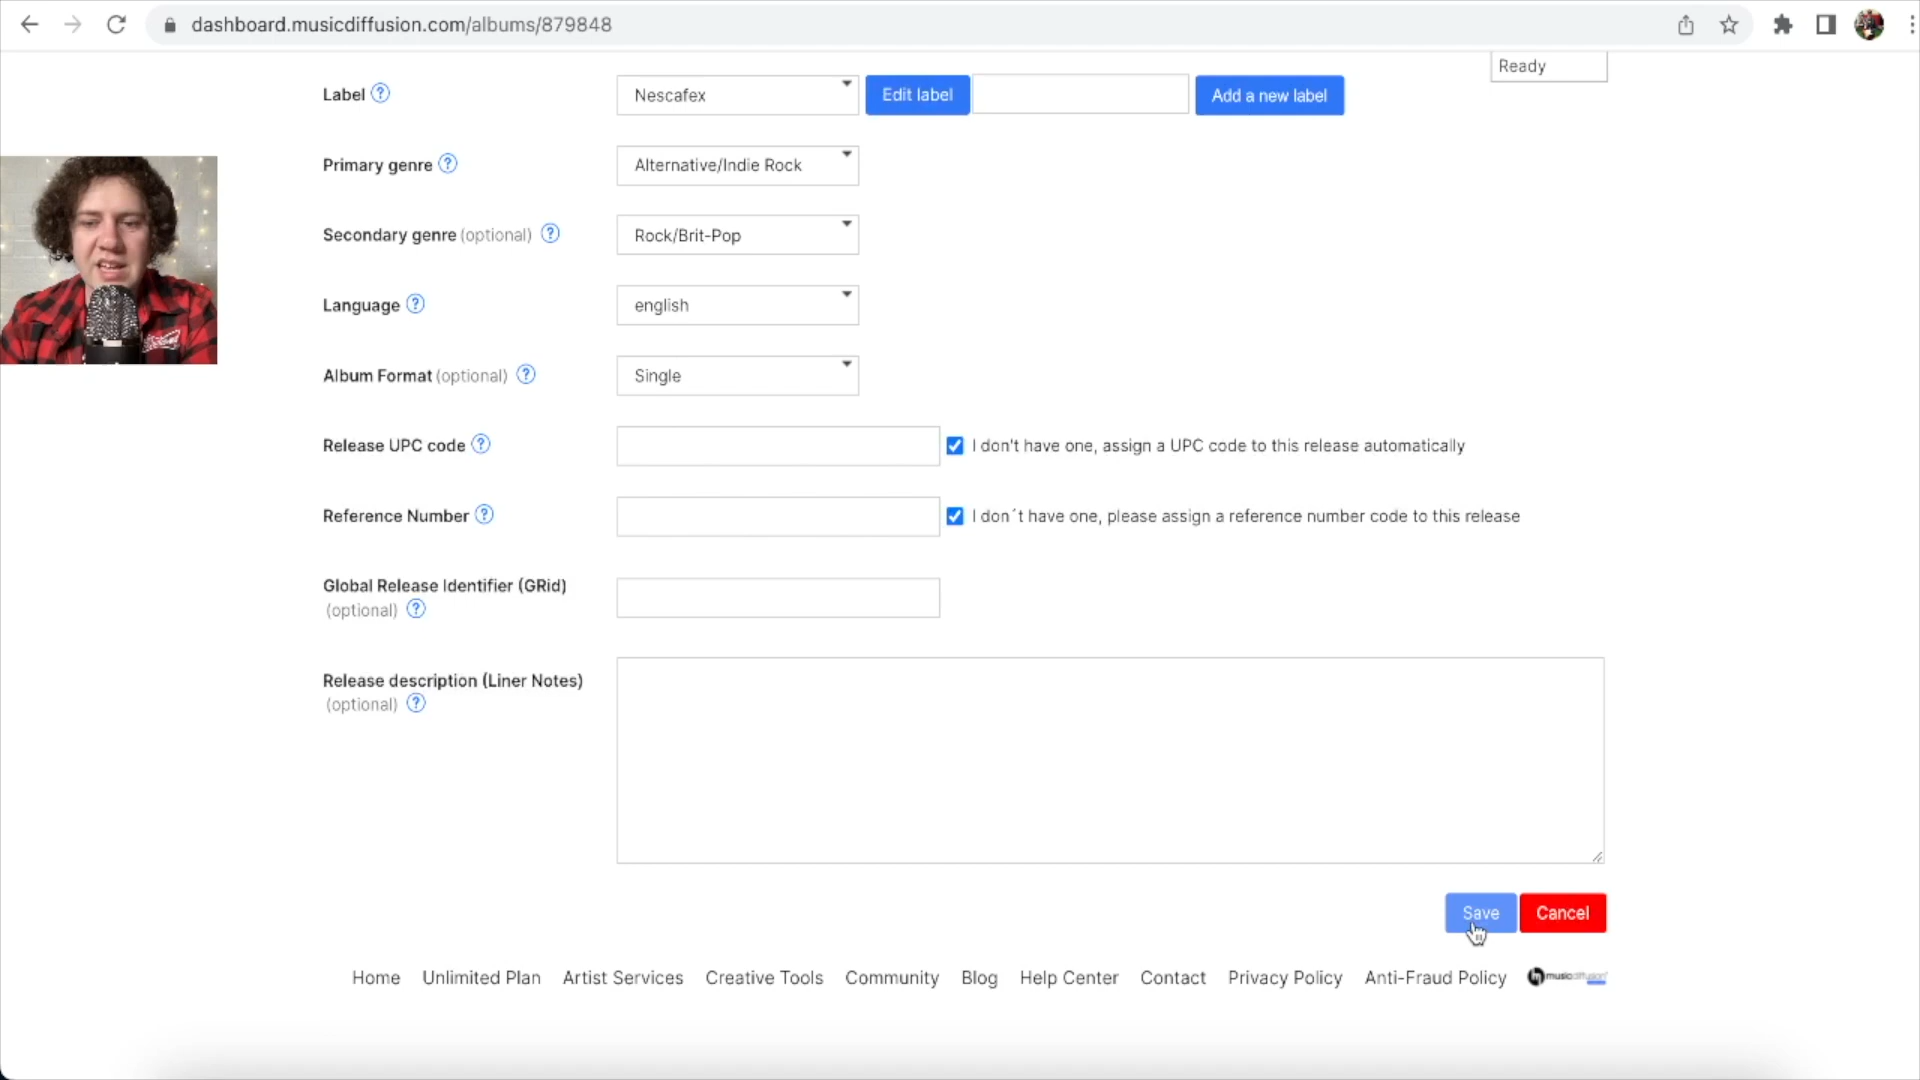 dashboard.musicdiffusion.com/albums/879848
Ready
Label ? Nescafex Edit label Add a new label
Primary genre ? Alternative/Indie Rock
Secondary genre (optional) ? Rock/Brit-Pop
Language ? english
Album Format (optional) ? Single
Release UPC code ? I don't have one, assign a UPC code to this release automatically
Reference Number ? I don´t have one, please assign a reference number code to this release
Global Release Identifier (GRid)
(optional) ?
Release description (Liner Notes)
(optional) ?
Save Cancel
Home Unlimited Plan Artist Services Creative Tools Community Blog Help Center Contact Privacy Policy Anti-Fraud Policy musicdiffusion